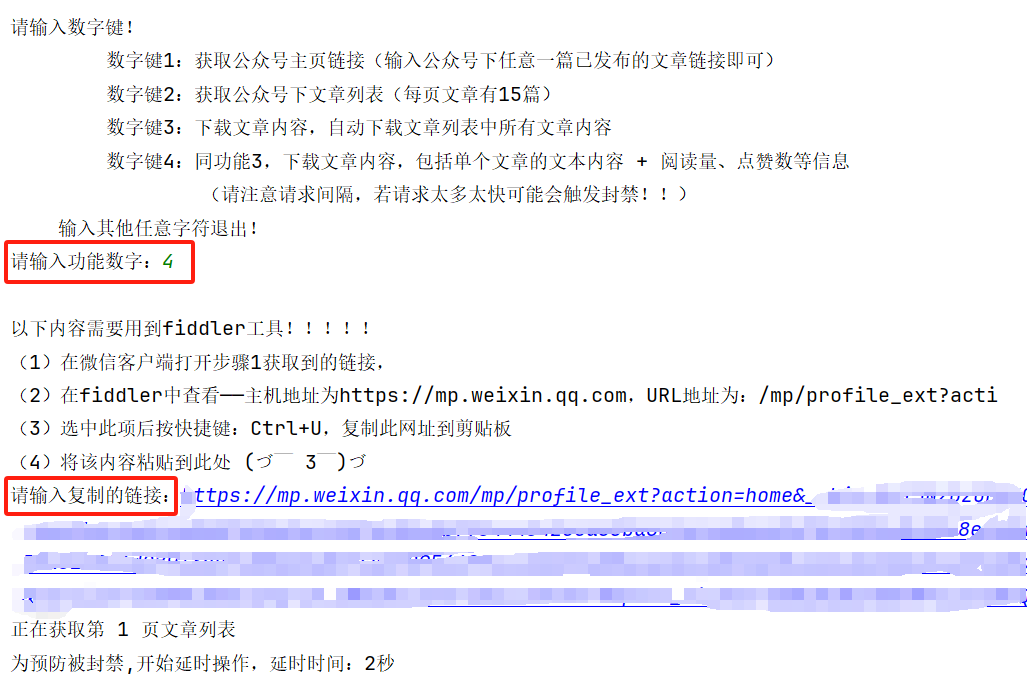 请输入数字键！
数字键1：获取公众号主页链接（输入公众号下任意一篇已发布的文章链接即可）
数字键2：获取公众号下文章列表（每页文章有15篇）
数字键3：下载文章内容，自动下载文章列表中所有文章内容
数字键4：同功能3，下载文章内容，包括单个文章的文本内容 + 阅读量、点赞数等信息
（请注意请求间隔，若请求太多太快可能会触发封禁！！）
输入其他任意字符退出！
请输入功能数字：4
以下内容需要用到fiddler工具！！！！！
（1）在微信客户端打开步骤1获取到的链接，
（2）在fiddler中查看——主机地址为https://mp.weixin.qq.com，URL地址为：/mp/profile_ext?acti
（3）选中此项后按快捷键：Ctrl+U，复制此网址到剪贴板
（4）将该内容粘贴到此处 (づ￣ 3￣)づ
请输入复制的链接：ttps://mp.weixin.qq.com/mp/profile_ext?action=home&_
8e
正在获取第 1 页文章列表
为预防被封禁,开始延时操作，延时时间：2秒